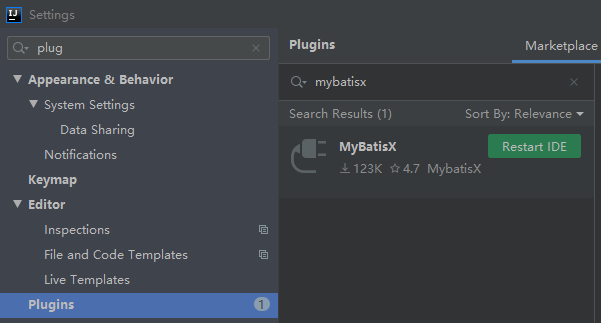 IJ Settings
plug
Appearance & Behavior
System Settings
Data Sharing
Notifications
Keymap
Editor
Inspections
File and Code Templates
Live Templates
Plugins 1
Plugins Marketplace
mybatisx
Search Results (1) Sort By: Relevance
MyBatisX Restart IDE
123K 4.7 MybatisX